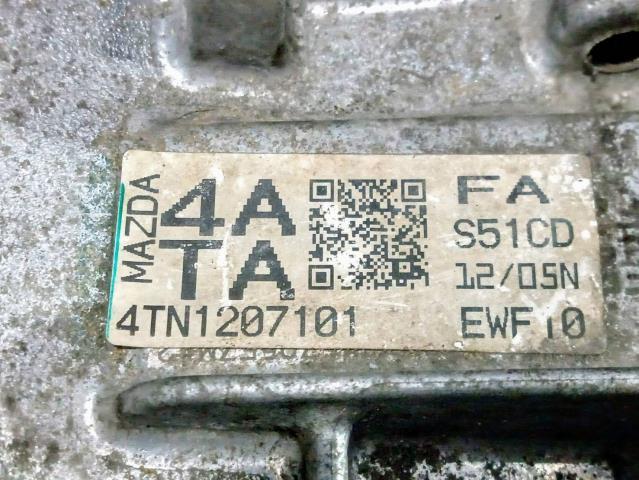 MAZDA
4A FA
TA S51CD
12/05N
4TN1207101 EWF10